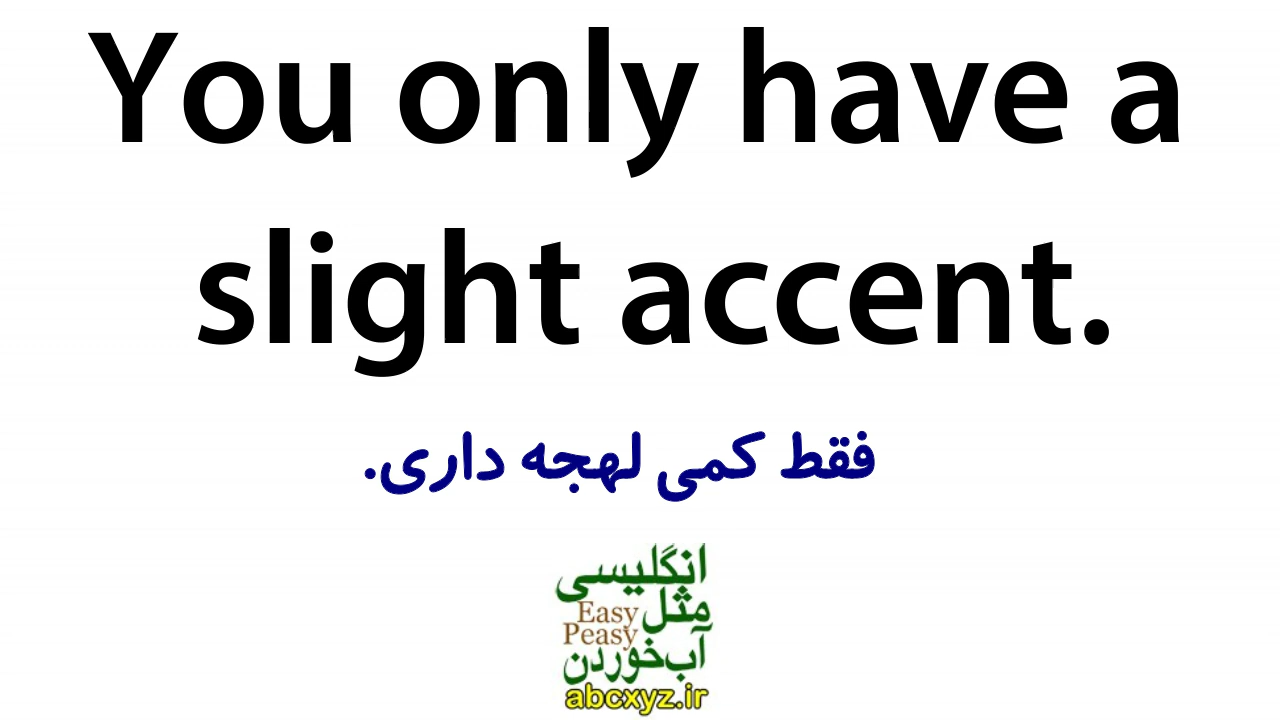 You only have a
slight accent.
فقط کمی لهجه داری.
انگلیسی
مثل Easy
Peasy
آب‌خوردن
abcxyz.ir